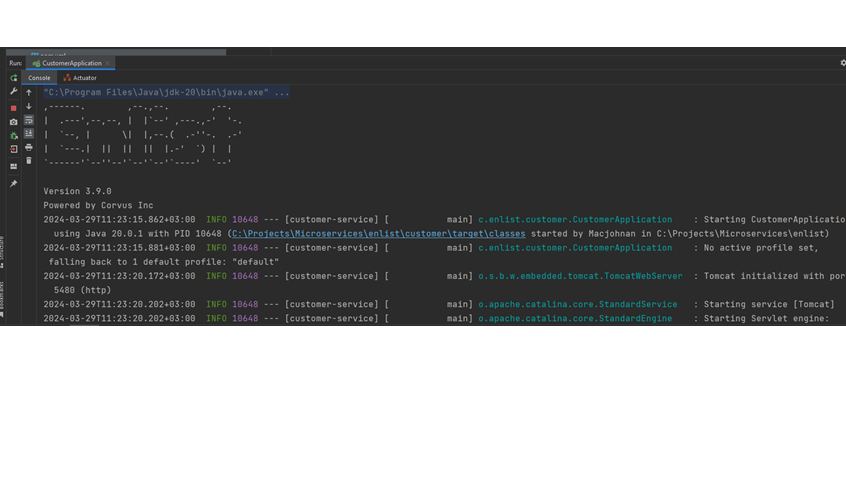 Run: CustomerApplication ×
Console Actuator
"C:\Program Files\Java\jdk-20\bin\java.exe" ...
Version 3.9.0
Powered by Corvus Inc
2024-03-29T11:23:15.862+03:00 INFO 10648 --- [customer-service] [ main] c.enlist.customer.CustomerApplication : Starting CustomerApplicatio
using Java 20.0.1 with PID 10648 (C:\Projects\Microservices\enlist\customer\target\classes started by Macjohnan in C:\Projects\Microservices\enlist)
2024-03-29T11:23:15.881+03:00 INFO 10648 --- [customer-service] [ main] c.enlist.customer.CustomerApplication : No active profile set,
falling back to 1 default profile: "default"
2024-03-29T11:23:20.172+03:00 INFO 10648 --- [customer-service] [ main] o.s.b.w.embedded.tomcat.TomcatWebServer : Tomcat initialized with por
5480 (http)
2024-03-29T11:23:20.202+03:00 INFO 10648 --- [customer-service] [ main] o.apache.catalina.core.StandardService : Starting service [Tomcat]
2024-03-29T11:23:20.202+03:00 INFO 10648 --- [customer-service] [ main] o.apache.catalina.core.StandardEngine : Starting Servlet engine: